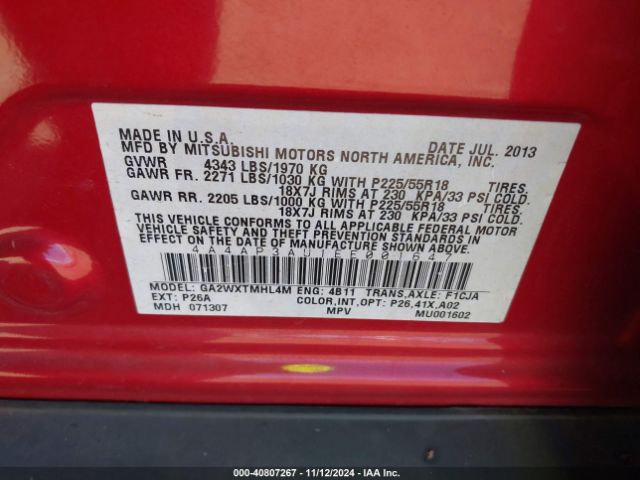 MADE IN U.S.A. DATE JUL. 2013
MFD BY MITSUBISHI MOTORS NORTH AMERICA, INC.
GVWR 4343 LBS/1970 KG
GAWR FR. 2271 LBS/1030 KG WITH P225/55R18 TIRES.
18X7J RIMS AT 230 KPA/33 PSI COLD.
GAWR RR. 2205 LBS/1000 KG WITH P225/55R18 TIRES.
18X7J RIMS AT 230 KPA/33 PSI COLD.
THIS VEHICLE CONFORMS TO ALL APPLICABLE FEDERAL MOTOR
VEHICLE SAFETY AND THEFT PREVENTION STANDARDS IN
EFFECT ON THE DATE OF MANUFACTURE SHOWN ABOVE.
4A4AP3AU1EE001647
MODEL: GA2WXTMHL4M ENG: 4B11 TRANS,AXLE: F1CJA
EXT: P26A COLOR,INT,OPT: P26,41X,A02
MDH 071307 MPV MU001602
STOCK #: 40807267 - 11/12/2024 - IAA Inc.